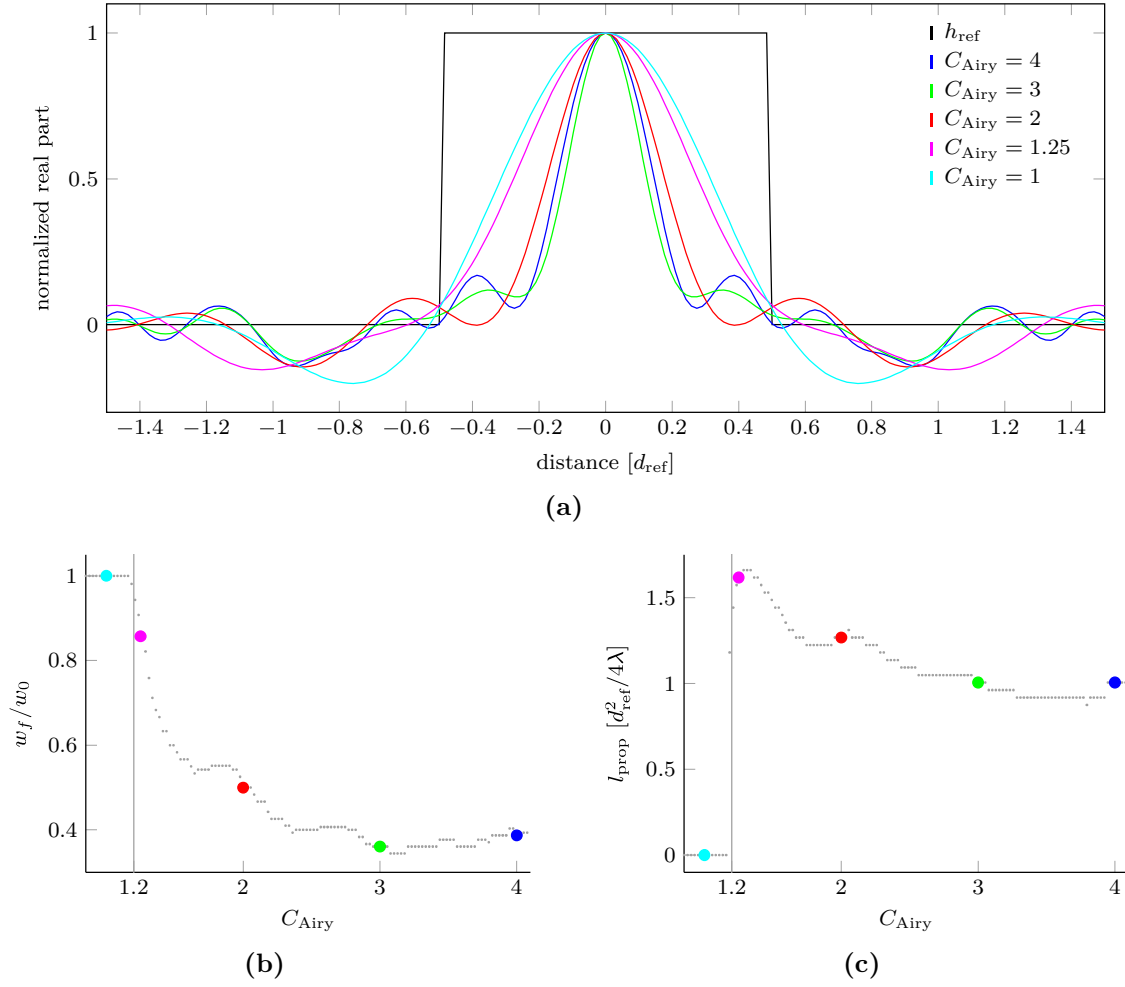 1
0.5
0
normalized real part
h_ref
C_Airy = 4
C_Airy = 3
C_Airy = 2
C_Airy = 1.25
C_Airy = 1
−1.4 −1.2 −1 −0.8 −0.6 −0.4 −0.2 0 0.2 0.4 0.6 0.8 1 1.2 1.4
distance [d_ref]
(a)
1
0.8
0.6
0.4
w_f/w_0
1.2 2 3 4
C_Airy
(b)
1.5
1
0.5
0
l_prop [d²_ref/4λ]
1.2 2 3 4
C_Airy
(c)